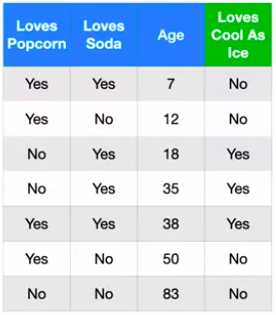 Loves Popcorn Loves Soda Age Loves Cool As Ice
Yes Yes 7 No
Yes No 12 No
No Yes 18 Yes
No Yes 35 Yes
Yes Yes 38 Yes
Yes No 50 No
No No 83 No